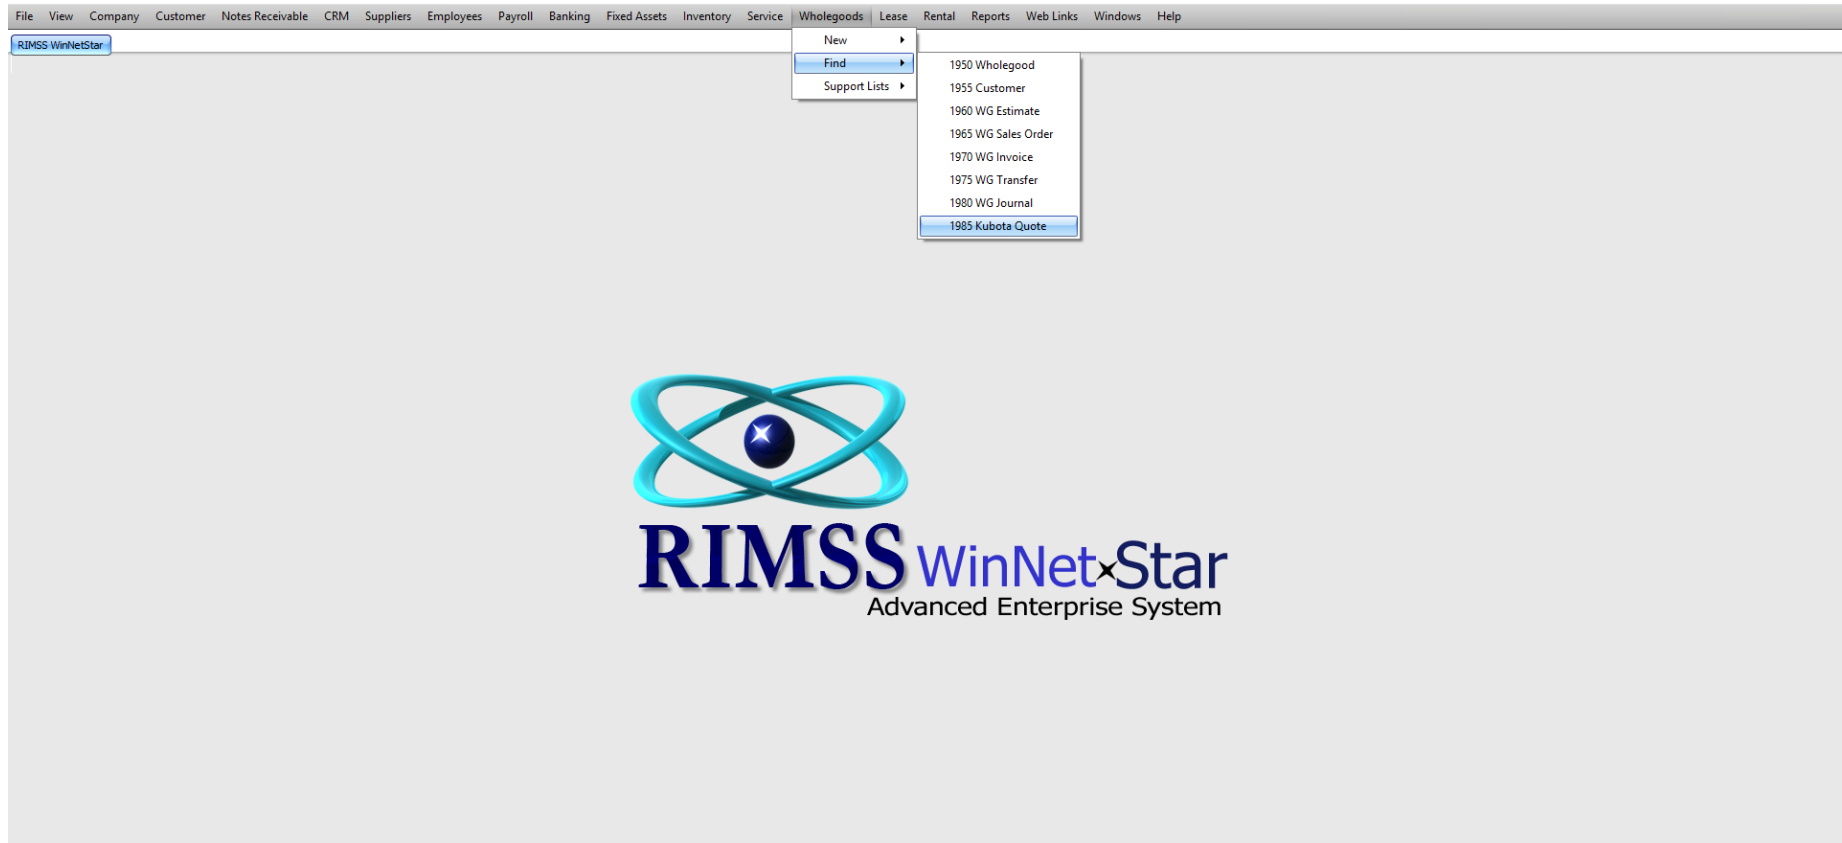 File View Company Customer Notes Receivable CRM Suppliers Employees Payroll Banking Fixed Assets Inventory Service Wholegoods Lease Rental Reports Web Links Windows Help
RIMSS WinNetStar
New
Find
Support Lists
1950 Wholegood
1955 Customer
1960 WG Estimate
1965 WG Sales Order
1970 WG Invoice
1975 WG Transfer
1980 WG Journal
1985 Kubota Quote
RIMSS WinNetStar
Advanced Enterprise System